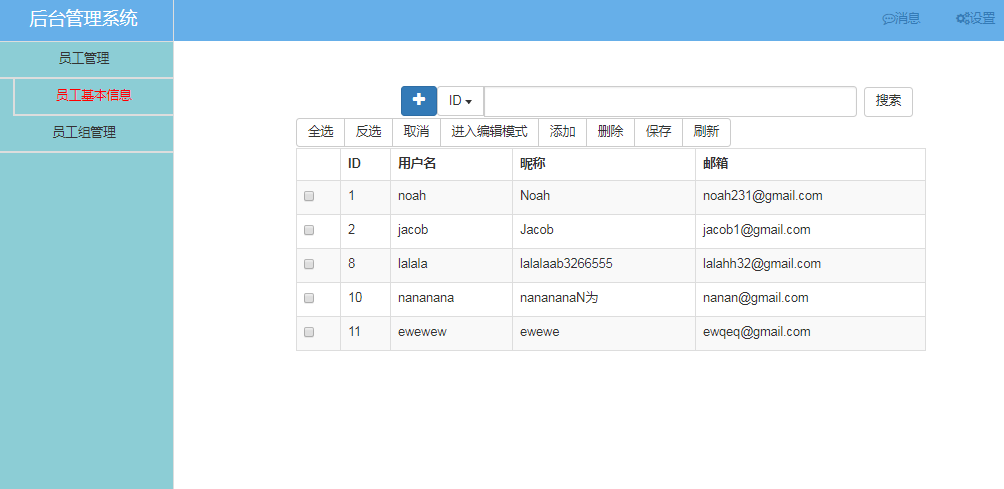 后台管理系统
消息 设置
员工管理
员工基本信息
员工组管理
ID 搜索
全选 反选 取消 进入编辑模式 添加 删除 保存 刷新
ID 用户名 昵称 邮箱
1 noah Noah noah231@gmail.com
2 jacob Jacob jacob1@gmail.com
8 lalala lalalaab3266555 lalahh32@gmail.com
10 nananana nanananaN为 nanan@gmail.com
11 ewewew ewewe ewqeq@gmail.com